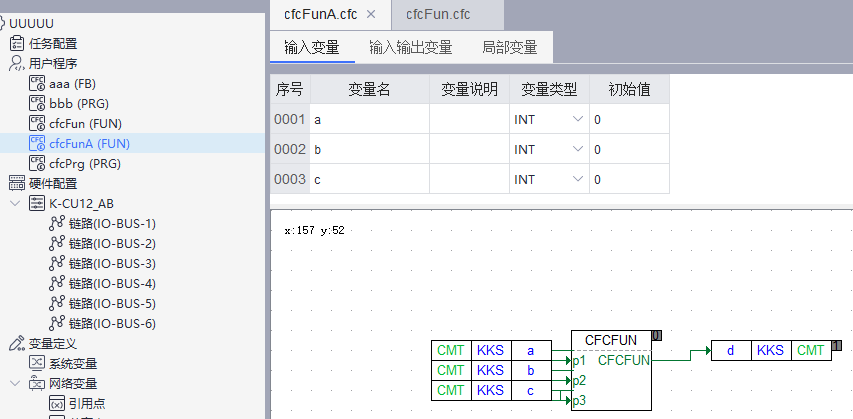 UUUUU
任务配置
用户程序
CFC aaa (FB)
CFC bbb (PRG)
CFC cfcFun (FUN)
CFC cfcFunA (FUN)
CFC cfcPrg (PRG)
硬件配置
K-CU12_AB
链路(IO-BUS-1)
链路(IO-BUS-2)
链路(IO-BUS-3)
链路(IO-BUS-4)
链路(IO-BUS-5)
链路(IO-BUS-6)
变量定义
系统变量
网络变量
(x) 引用点
cfcFunA.cfc × cfcFun.cfc
输入变量 输入输出变量 局部变量
序号 变量名 变量说明 变量类型 初始值
0001 a INT 0
0002 b INT 0
0003 c INT 0
x:157 y:52
CFCFUN 0
CMT KKS a p1 CFCFUN d KKS CMT 1
CMT KKS b p2
CMT KKS c p3